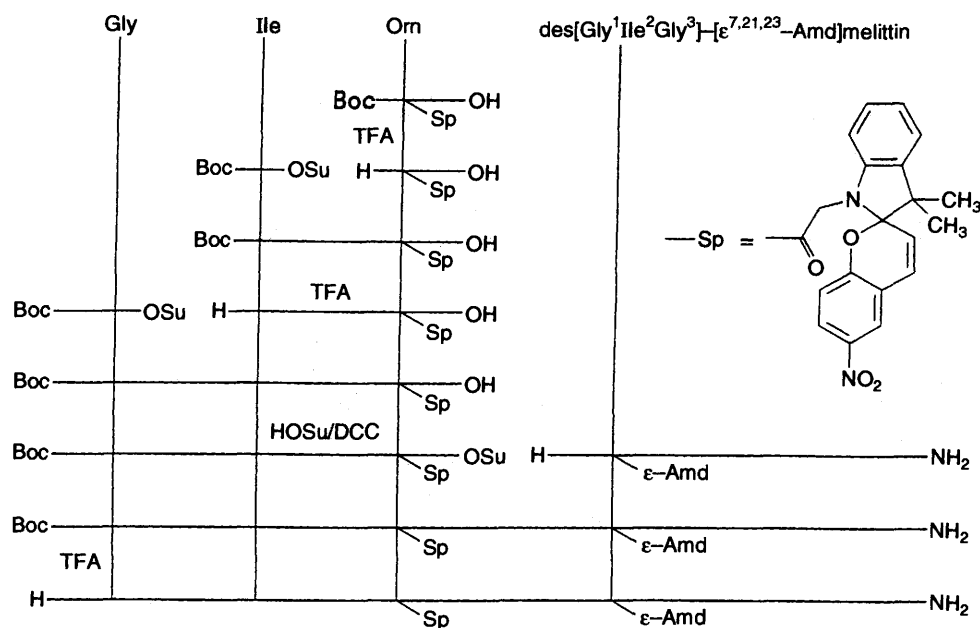 Gly Ile Orn des[Gly¹Ile²Gly³]–[ε⁷,²¹,²³–Amd]melittin
Boc OH
Sp
TFA
Boc OSu H OH
Sp
Boc OH
Sp
Boc OSu H TFA OH
Sp
Boc OH
Sp
HOSu/DCC
Boc OSu H NH₂
Sp ε–Amd
Boc NH₂
Sp ε–Amd
TFA
H NH₂
Sp ε–Amd
—Sp =
N
CH₃
CH₃
O
O
NO₂